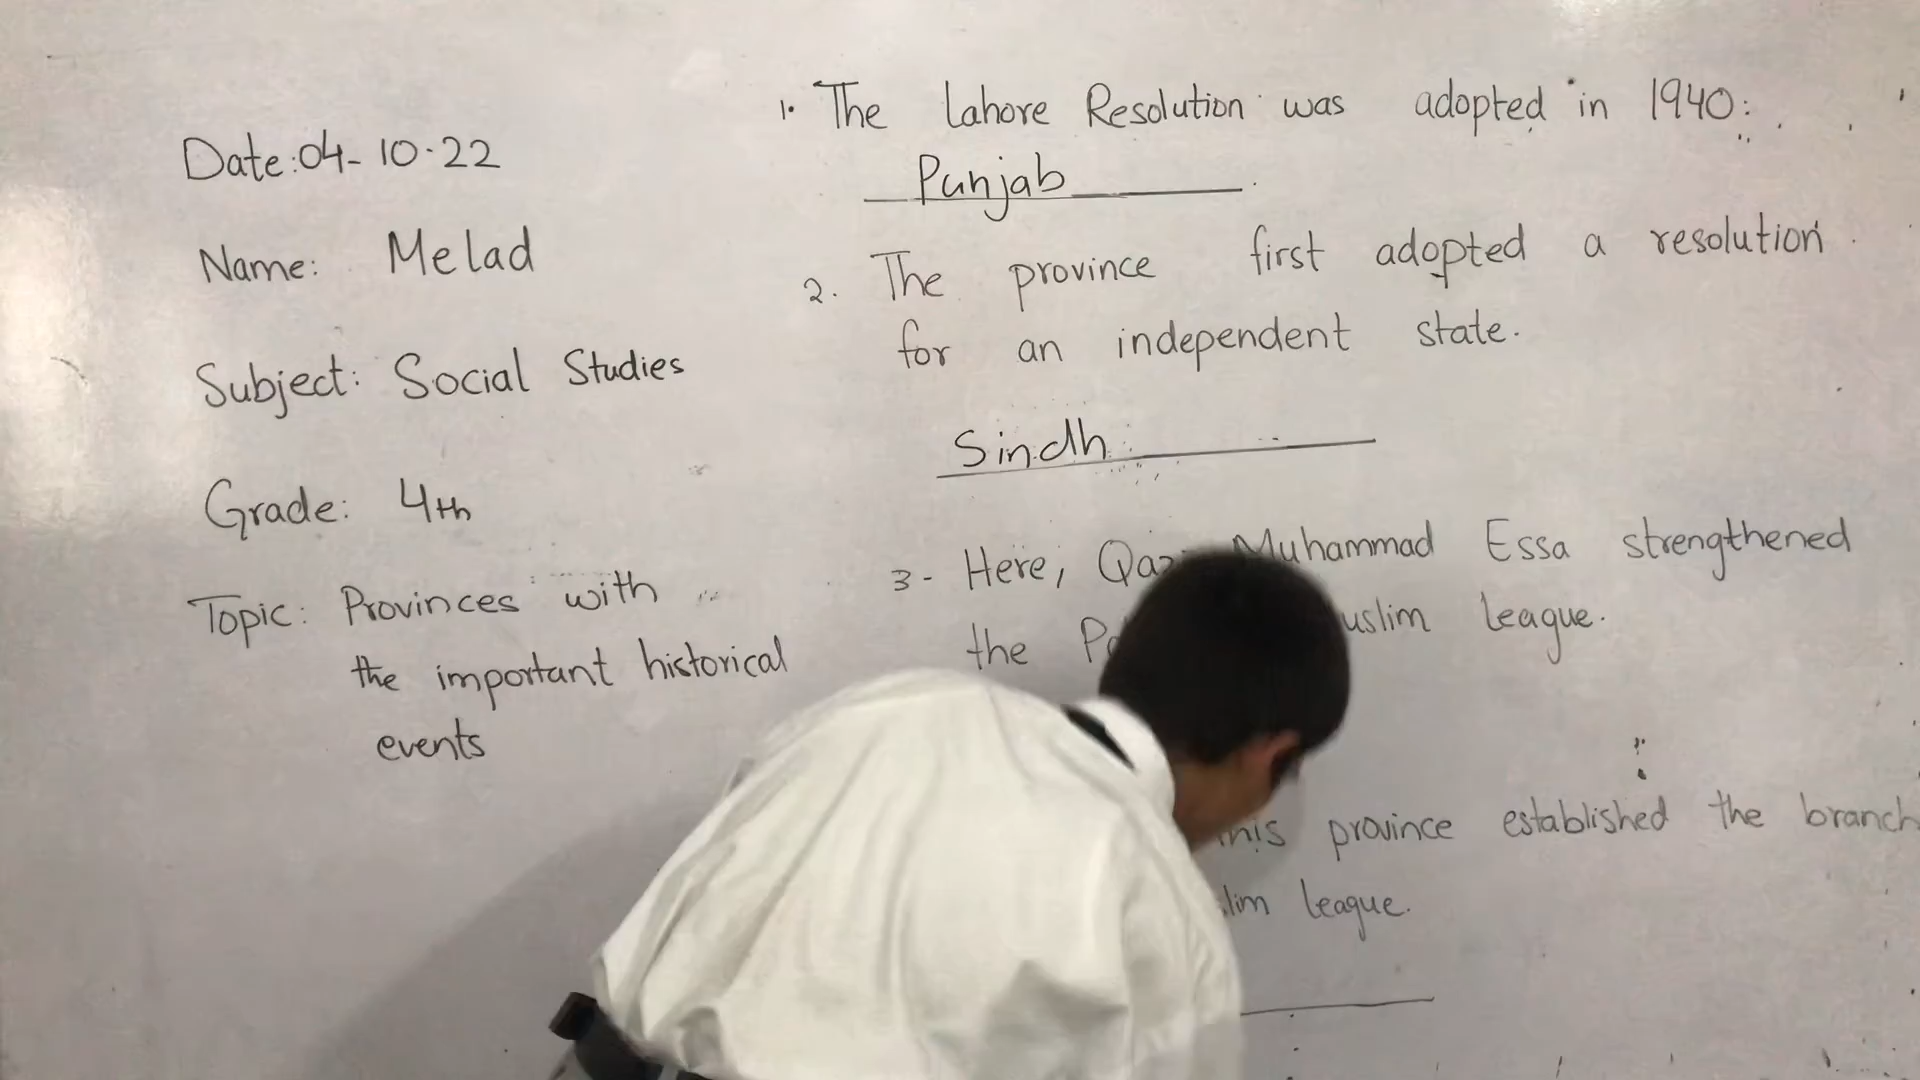 Date: 04-10-22
Name: Melad
Subject: Social Studies
Grade: 4th
Topic: Provinces with
the important historical
events
1. The Lahore Resolution was adopted in 1940:
Punjab
2. The province first adopted a resolution
for an independent state.
Sindh
3- Here, Muhammad Essa strengthened
the league.
province established the branch
league.